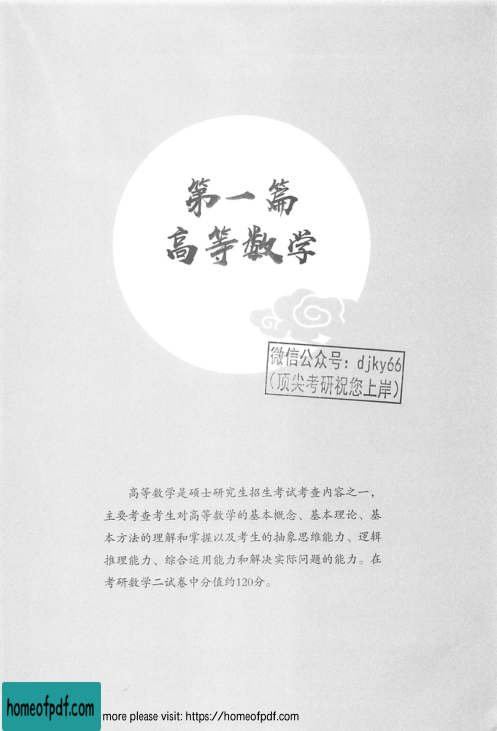 第一篇
高等数学
微信公众号：djky66
（顶尖考研祝您上岸）
高等数学是硕士研究生招生考试考查内容之一，
主要考查考生对高等数学的基本概念、基本理论、基
本方法的理解和掌握以及考生的抽象思维能力、逻辑
推理能力、综合运用能力和解决实际问题的能力。在
考研数学二试卷中分值约120分。
homeofpdf.com
more please visit: https://homeofpdf.com